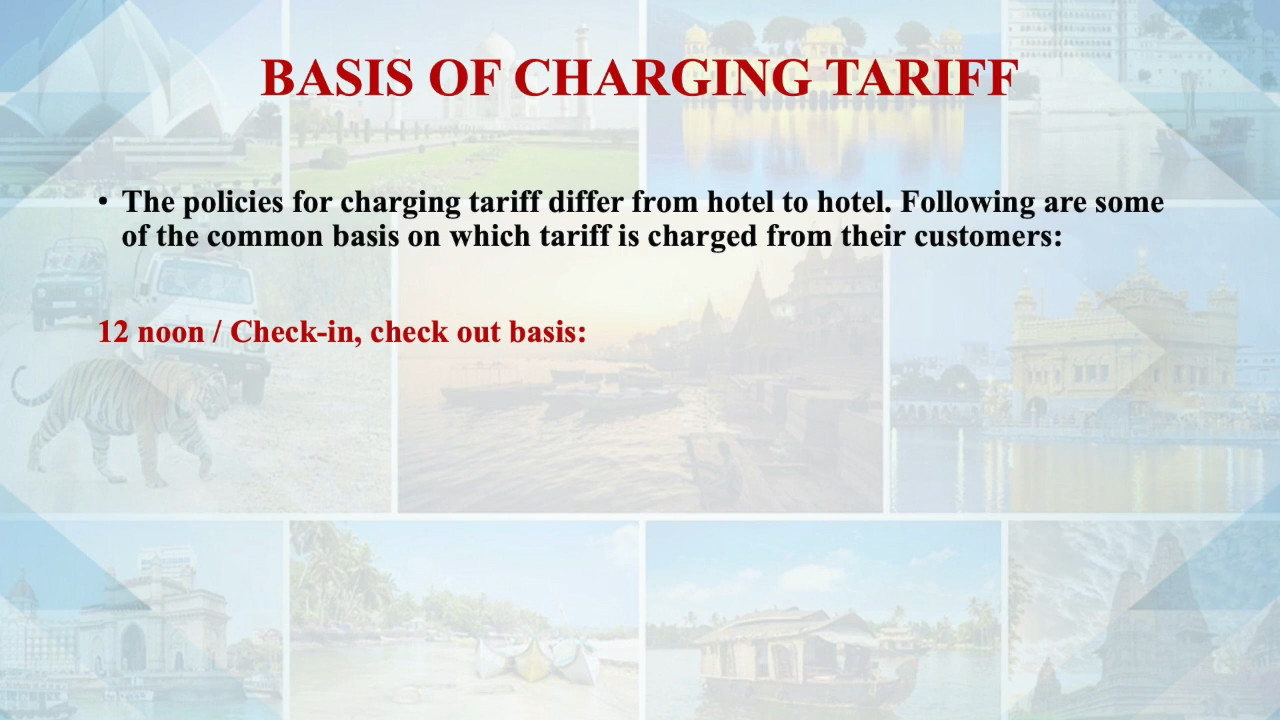 BASIS OF CHARGING TARIFF
• The policies for charging tariff differ from hotel to hotel. Following are some
of the common basis on which tariff is charged from their customers:
12 noon / Check-in, check out basis: